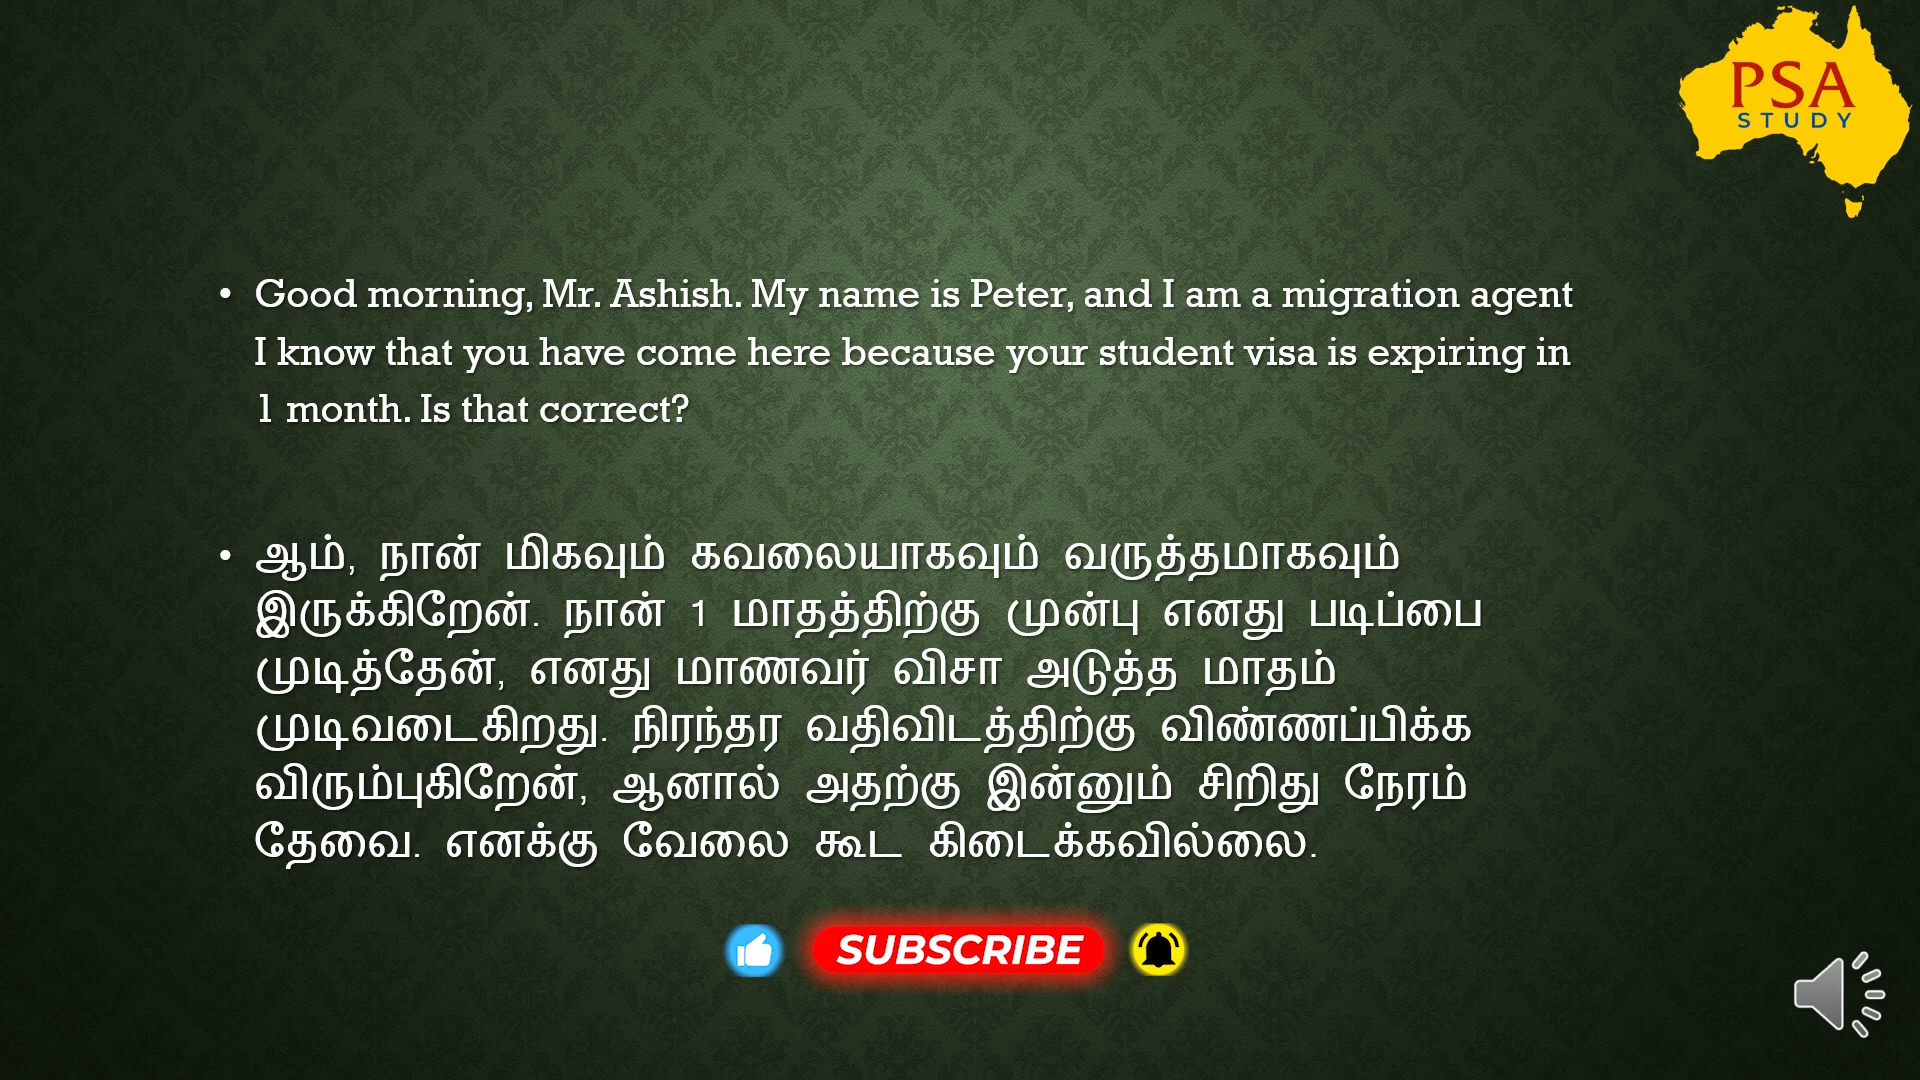 PSA
STUDY
• Good morning, Mr. Ashish. My name is Peter, and I am a migration agent
I know that you have come here because your student visa is expiring in
1 month. Is that correct?
• ஆம், நான் மிகவும் கவலையாகவும் வருத்தமாகவும்
இருக்கிறேன். நான் 1 மாதத்திற்கு முன்பு எனது படிப்பை
முடித்தேன், எனது மாணவர் விசா அடுத்த மாதம்
முடிவடைகிறது. நிரந்தர வதிவிடத்திற்கு விண்ணப்பிக்க
விரும்புகிறேன், ஆனால் அதற்கு இன்னும் சிறிது நேரம்
தேவை. எனக்கு வேலை கூட கிடைக்கவில்லை.
SUBSCRIBE